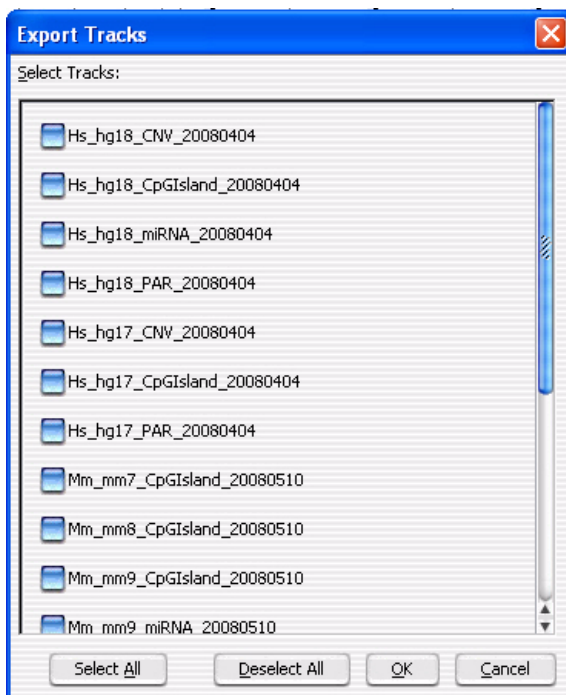 Export Tracks
Select Tracks:
Hs_hg18_CNV_20080404
Hs_hg18_CpGIsland_20080404
Hs_hg18_miRNA_20080404
Hs_hg18_PAR_20080404
Hs_hg17_CNV_20080404
Hs_hg17_CpGIsland_20080404
Hs_hg17_PAR_20080404
Mm_mm7_CpGIsland_20080510
Mm_mm8_CpGIsland_20080510
Mm_mm9_CpGIsland_20080510
Mm_mm9_miRNA_20080510
Select All Deselect All OK Cancel